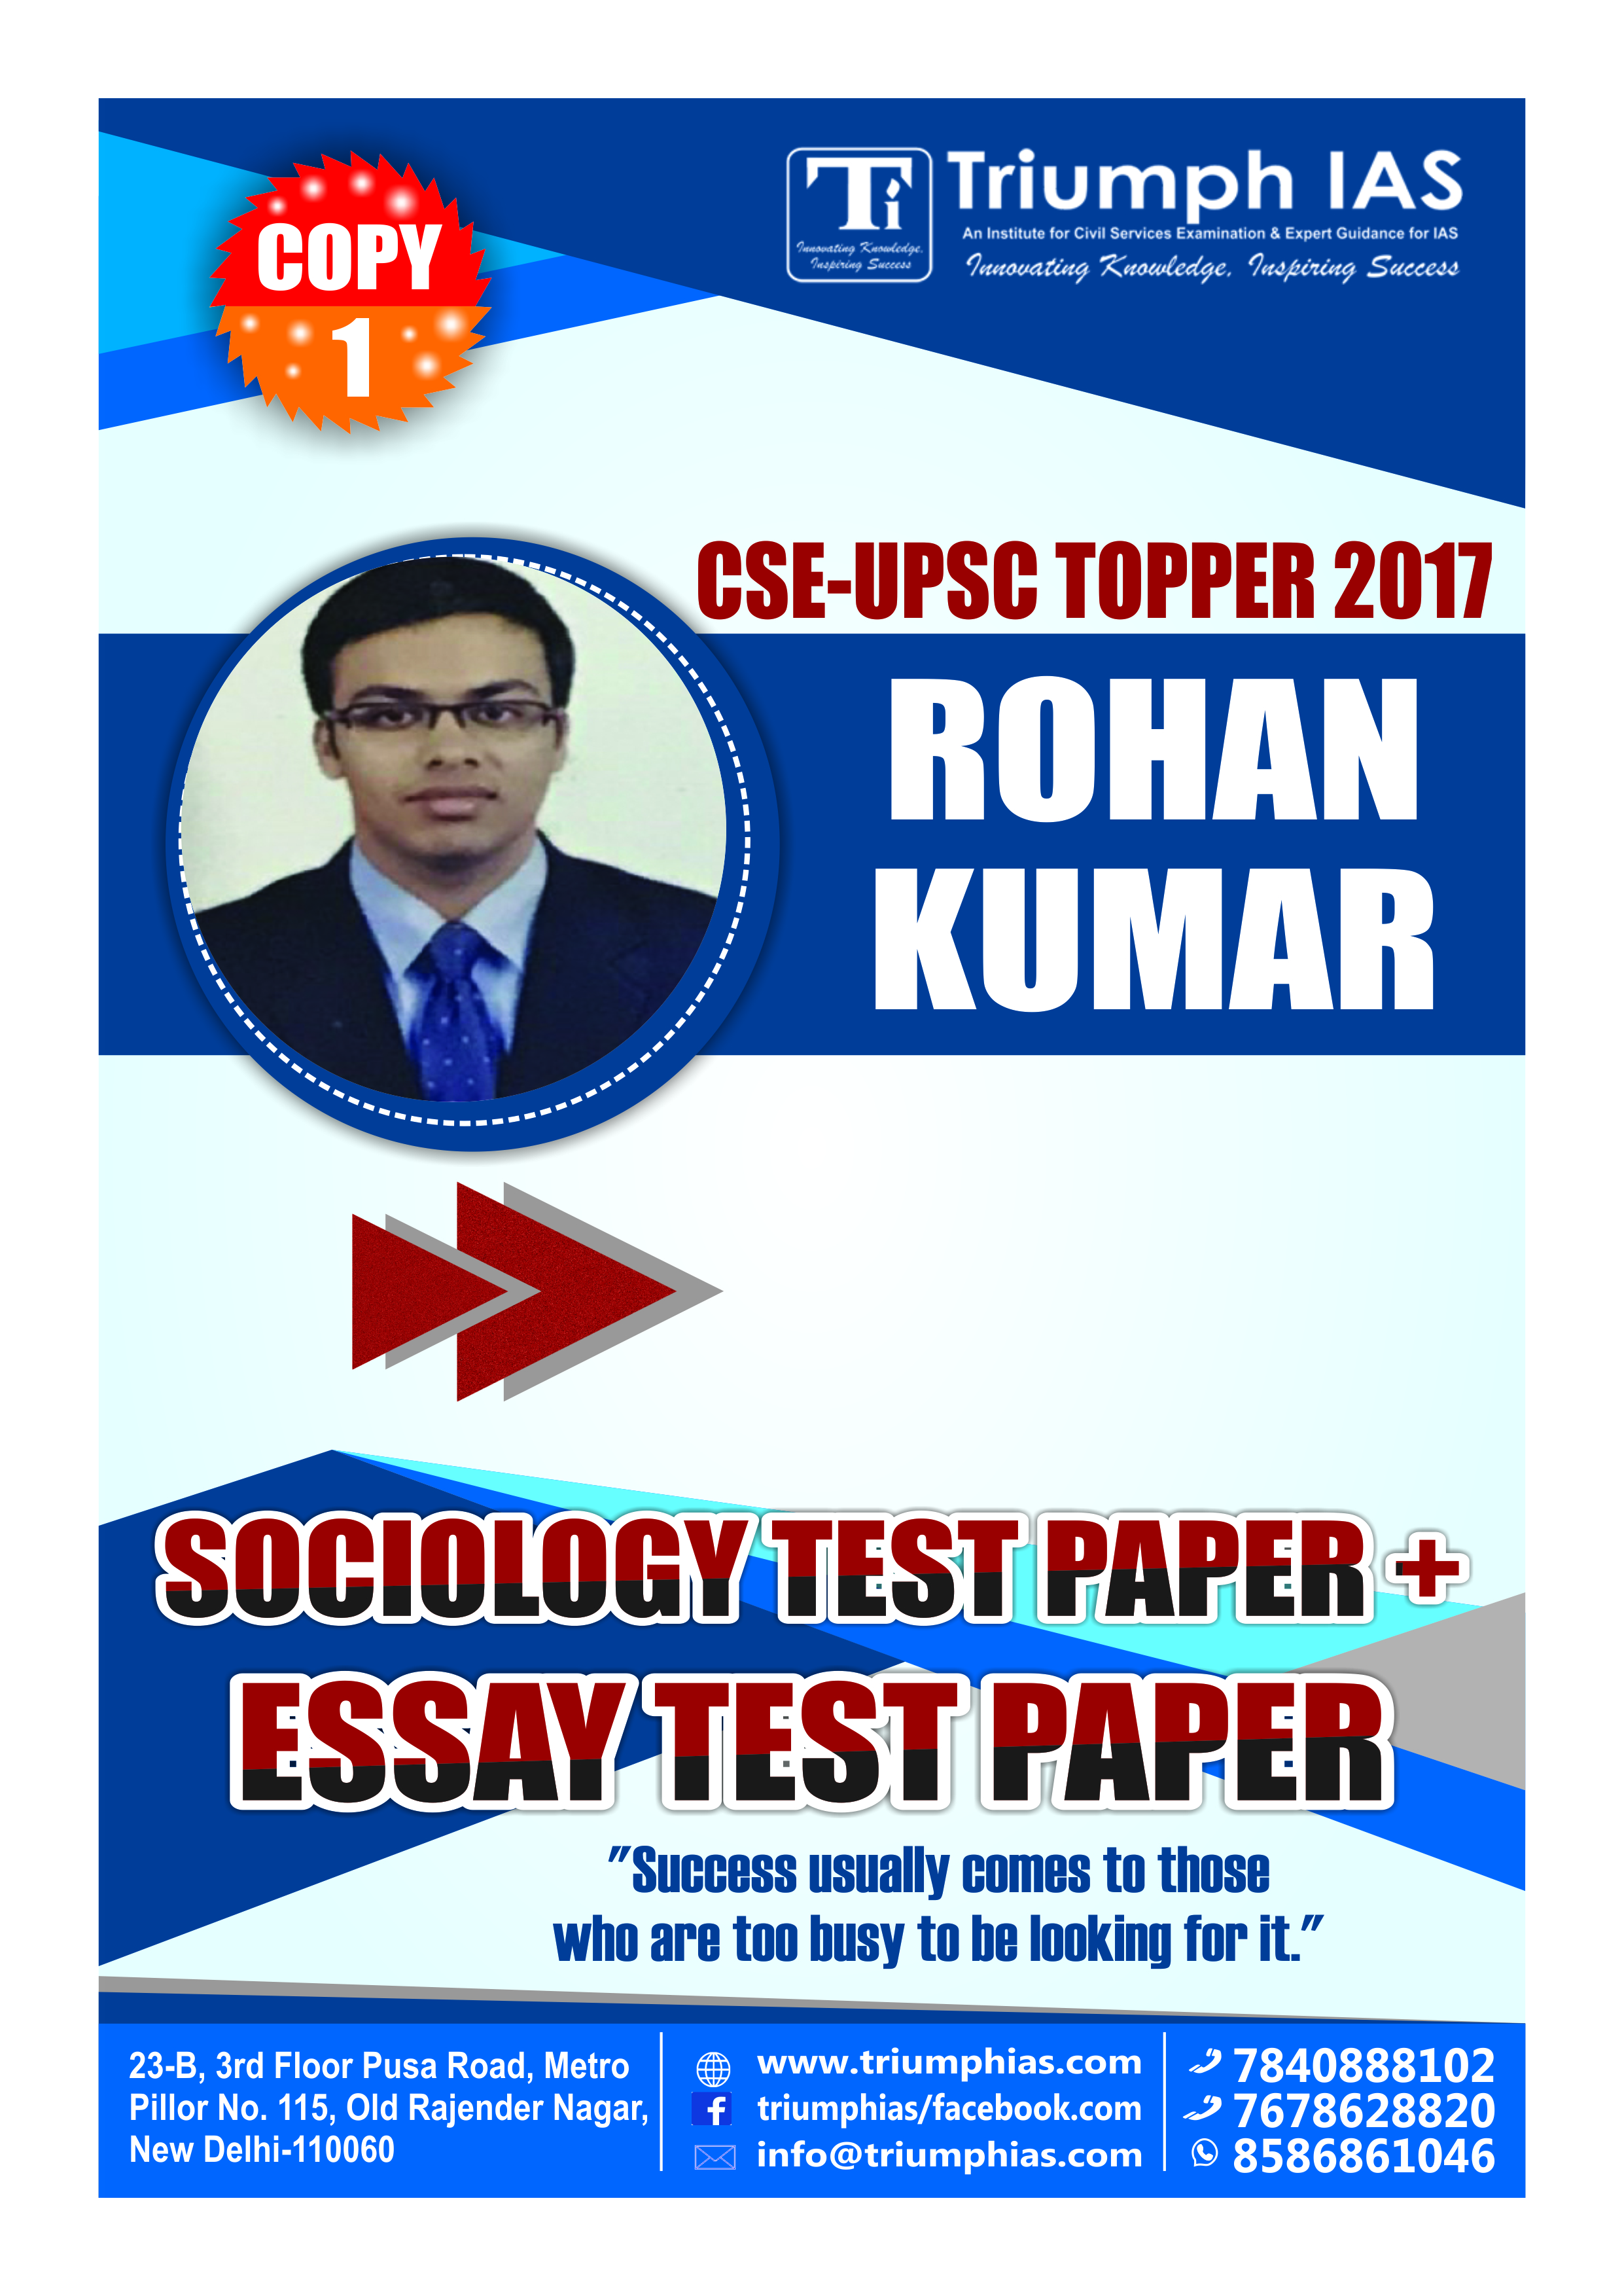 COPY
1
Ti
Innovating Knowledge,
Inspiring Success
Triumph IAS
An Institute for Civil Services Examination & Expert Guidance for IAS
Innovating Knowledge, Inspiring Success
CSE-UPSC TOPPER 2017
ROHAN
KUMAR
SOCIOLOGY TEST PAPER +
ESSAY TEST PAPER
"Success usually comes to those
who are too busy to be looking for it."
23-B, 3rd Floor Pusa Road, Metro
Pillor No. 115, Old Rajender Nagar,
New Delhi-110060
www.triumphias.com
f triumphias/facebook.com
info@triumphias.com
7840888102
7678628820
8586861046